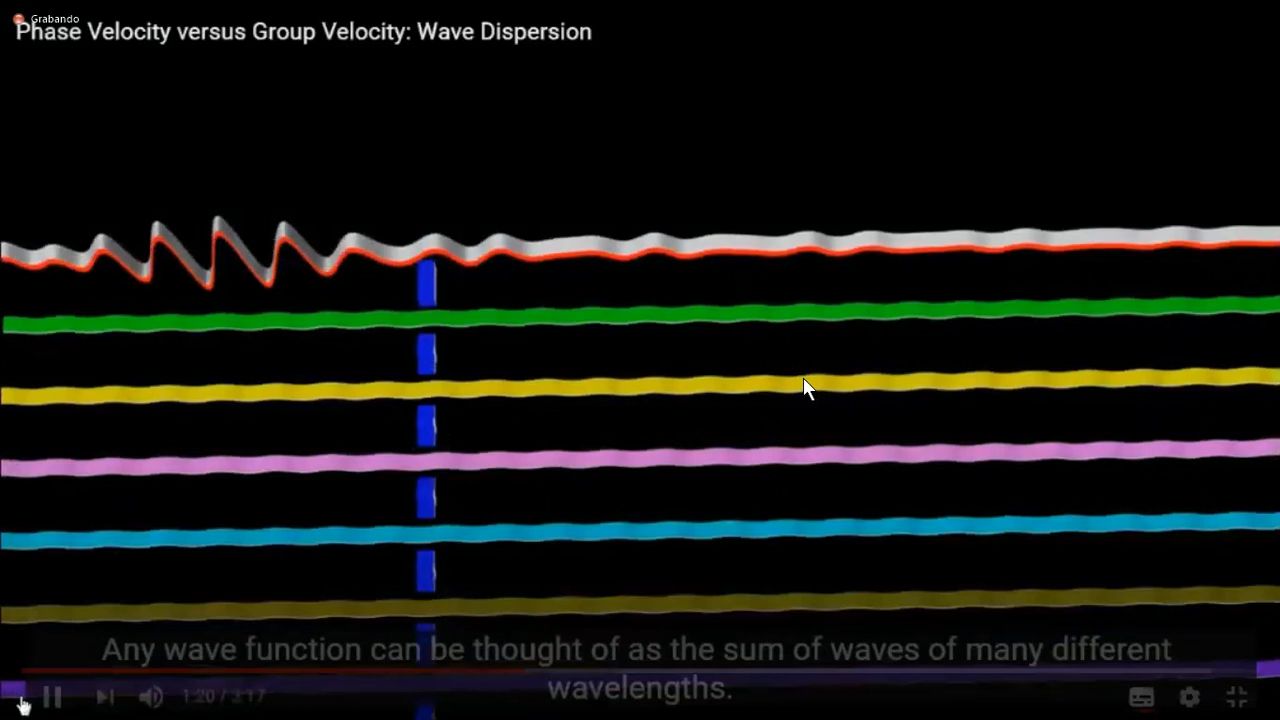 Grabando
Phase Velocity versus Group Velocity: Wave Dispersion
Any wave function can be thought of as the sum of waves of many different
wavelengths.
1:20 / 3:17